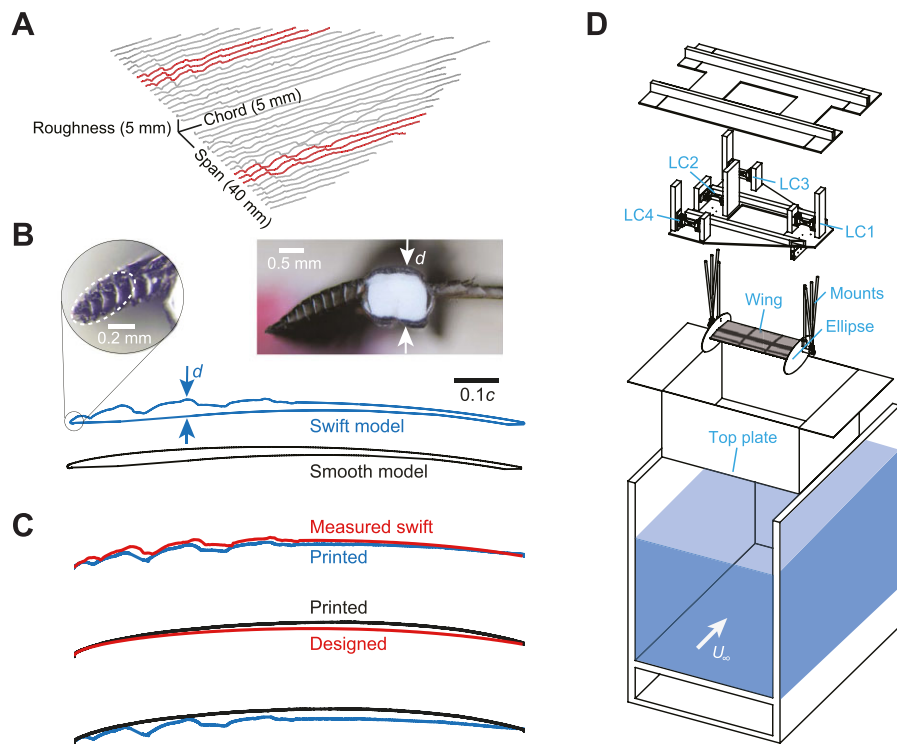 A
Chord (5 mm)
Roughness (5 mm)
Span (40 mm)
B
0.2 mm
0.5 mm
d
d
0.1c
Swift model
Smooth model
C
Measured swift
Printed
Printed
Designed
D
LC2
LC3
LC4
LC1
Mounts
Wing
Ellipse
Top plate
U∞